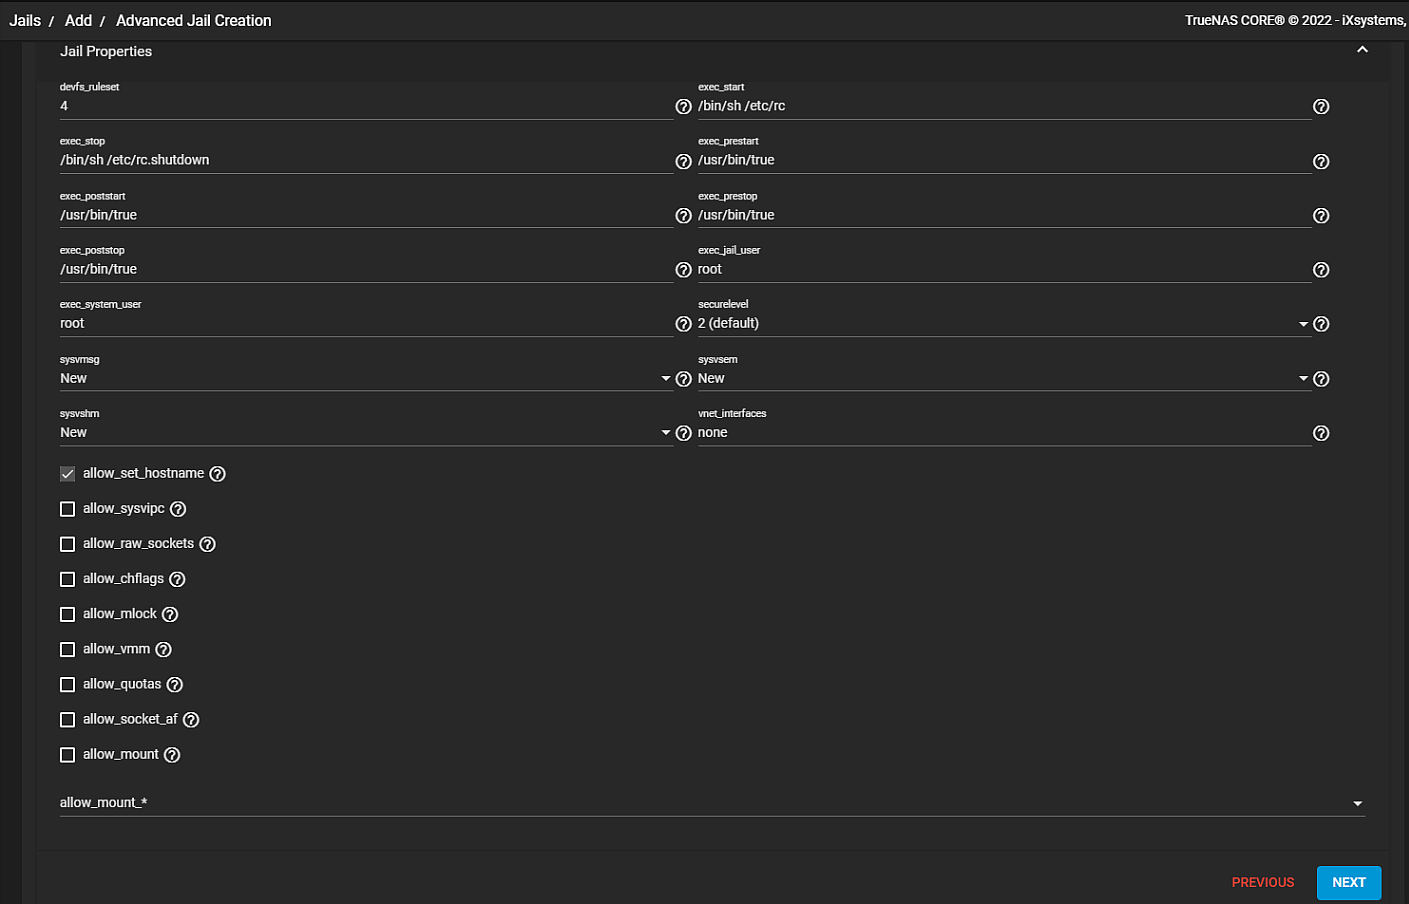 Jails / Add / Advanced Jail Creation
TrueNAS CORE® © 2022 - iXsystems,
Jail Properties
devfs_ruleset
4
exec_start
/bin/sh /etc/rc
exec_stop
/bin/sh /etc/rc.shutdown
exec_prestart
/usr/bin/true
exec_poststart
/usr/bin/true
exec_prestop
/usr/bin/true
exec_poststop
/usr/bin/true
exec_jail_user
root
exec_system_user
root
securelevel
2 (default)
sysvmsg
New
sysvsem
New
sysvshm
New
vnet_interfaces
none
allow_set_hostname
allow_sysvipc
allow_raw_sockets
allow_chflags
allow_mlock
allow_vmm
allow_quotas
allow_socket_af
allow_mount
allow_mount_*
PREVIOUS
NEXT